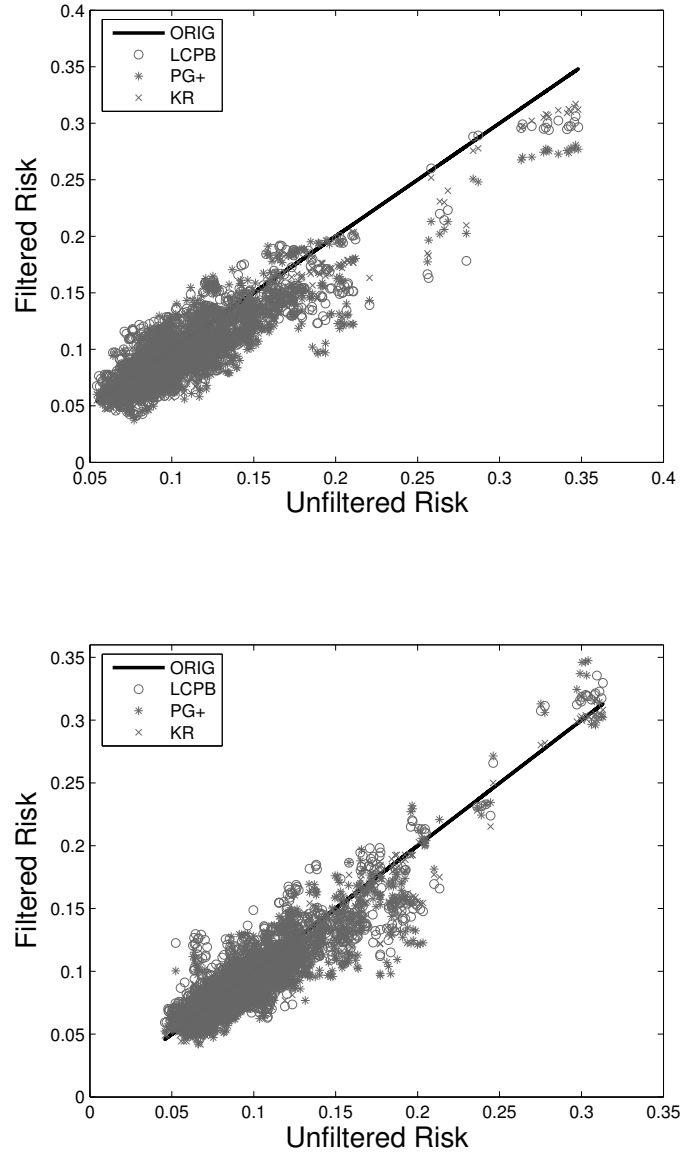 0.4
0.35
0.3
0.25
0.2
0.15
0.1
0.05
0
Filtered Risk
ORIG
LCPB
PG+
KR
0.05 0.1 0.15 0.2 0.25 0.3 0.35 0.4
Unfiltered Risk
0.35
0.3
0.25
0.2
0.15
0.1
0.05
0
Filtered Risk
ORIG
LCPB
PG+
KR
0 0.05 0.1 0.15 0.2 0.25 0.3 0.35
Unfiltered Risk